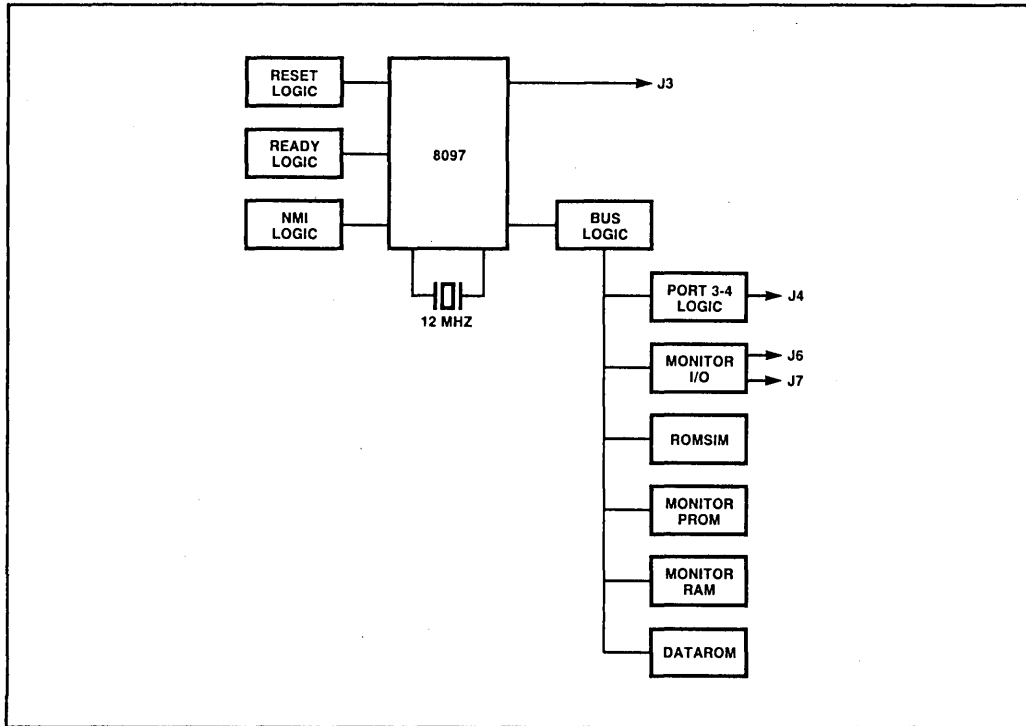 RESET
LOGIC
J3
READY
LOGIC
8097
NMI
LOGIC
BUS
LOGIC
12 MHZ
PORT 3-4
LOGIC
J4
MONITOR
I/O
J6
J7
ROMSIM
MONITOR
PROM
MONITOR
RAM
DATAROM